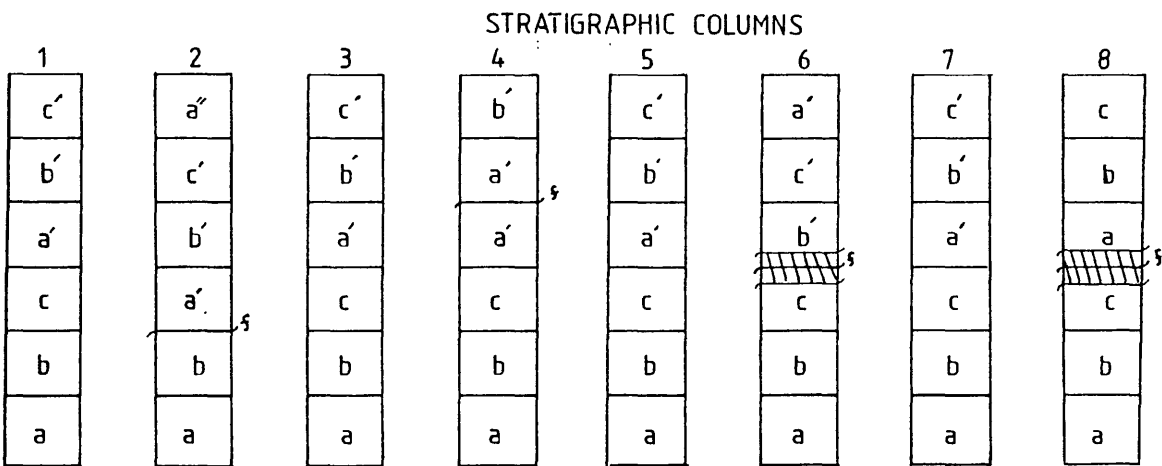 STRATIGRAPHIC COLUMNS
1 2 3 4 5 6 7 8
c′ a″ c′ b′ c′ a′ c′ c
b′ c′ b′ a′ b′ c′ b′ b
a′ b′ a′ a′ a′ b′ a′ a
c a′ c c c c c c
b b b b b b b b
a a a a a a a a